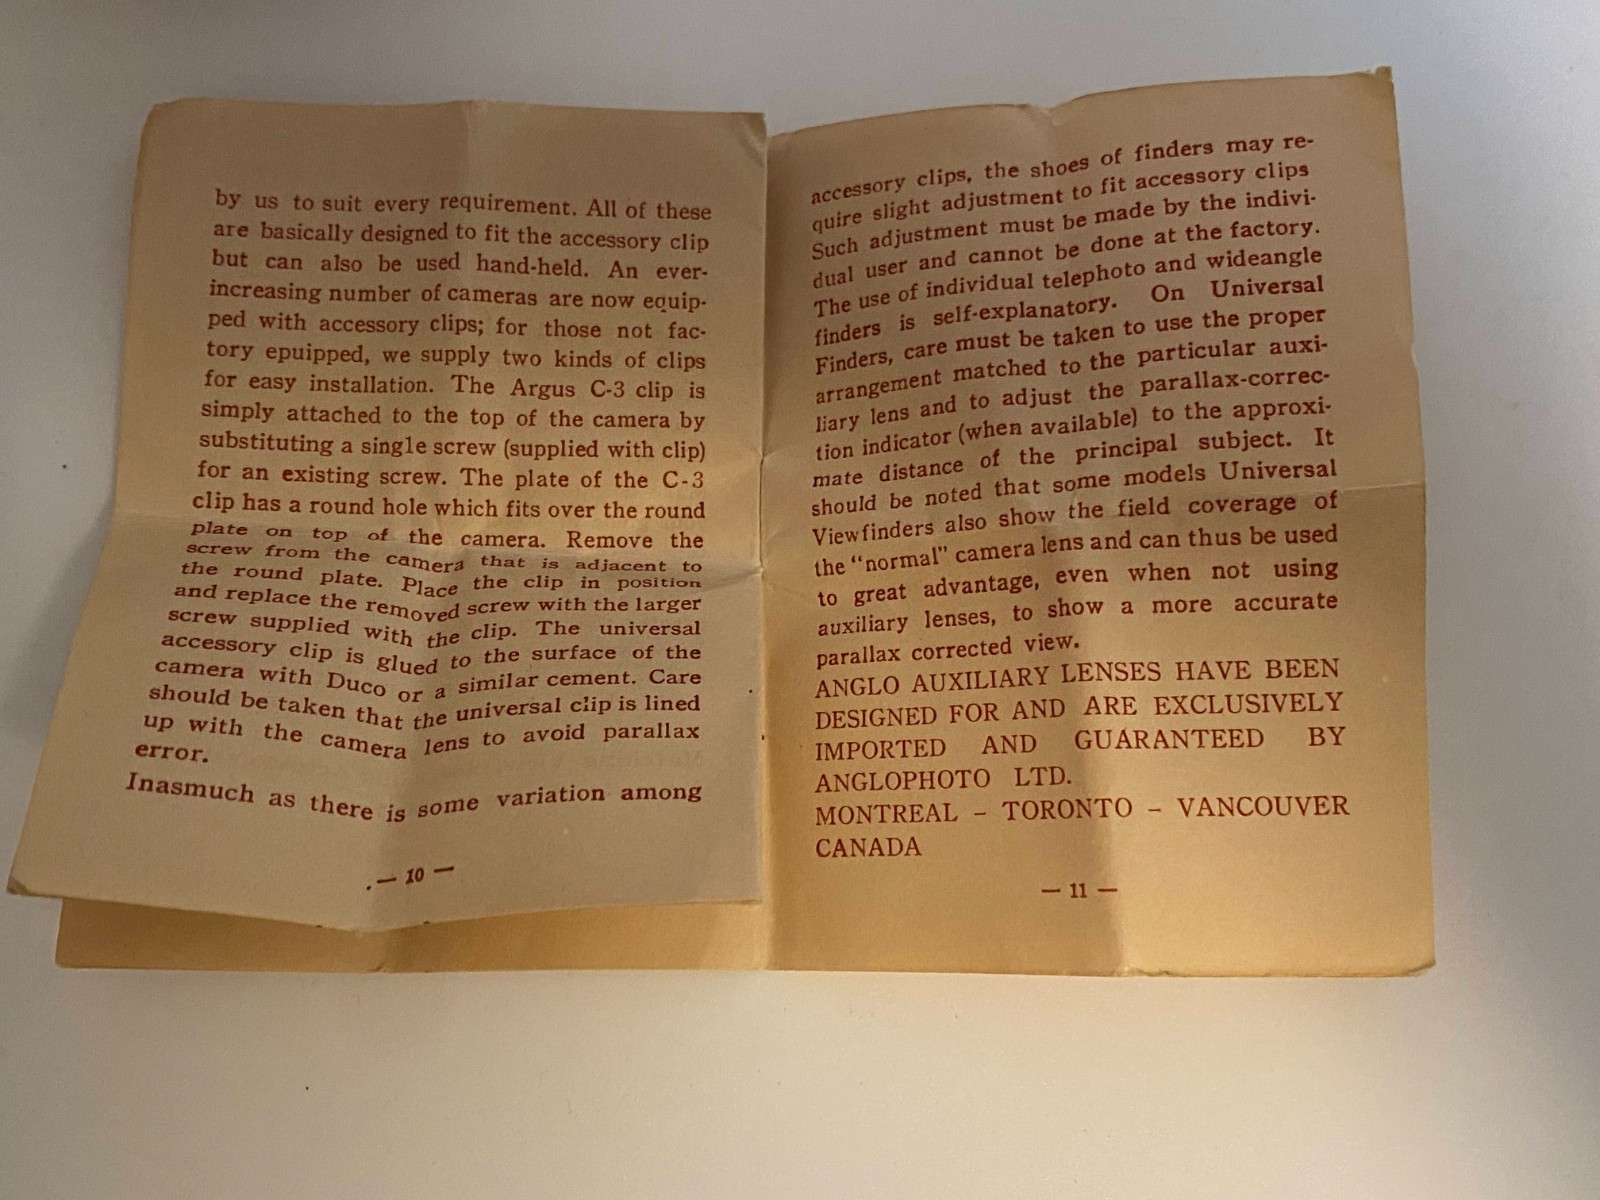 by us to suit every requirement. All of these
are basically designed to fit the accessory clip
but can also be used hand-held. An ever-
increasing number of cameras are now equip-
ped with accessory clips; for those not fac-
tory epuipped, we supply two kinds of clips
for easy installation. The Argus C-3 clip is
simply attached to the top of the camera by
substituting a single screw (supplied with clip)
for an existing screw. The plate of the C-3
clip has a round hole which fits over the round
plate on top of the camera. Remove the
screw from the camera that is adjacent to
the round plate. Place the clip in position
and replace the removed screw with the larger
screw supplied with the clip. The universal
accessory clip is glued to the surface of the
camera with Duco or a similar cement. Care
should be taken that the universal clip is lined
up with the camera lens to avoid parallax
error.
Inasmuch as there is some variation among
— 10 —
accessory clips, the shoes of finders may re-
quire slight adjustment to fit accessory clips
Such adjustment must be made by the indivi-
dual user and cannot be done at the factory.
The use of individual telephoto and wideangle
finders is self-explanatory. On Universal
Finders, care must be taken to use the proper
arrangement matched to the particular auxi-
liary lens and to adjust the parallax-correc-
tion indicator (when available) to the approxi-
mate distance of the principal subject. It
should be noted that some models Universal
Viewfinders also show the field coverage of
the "normal" camera lens and can thus be used
to great advantage, even when not using
auxiliary lenses, to show a more accurate
parallax corrected view.
ANGLO AUXILIARY LENSES HAVE BEEN
DESIGNED FOR AND ARE EXCLUSIVELY
IMPORTED AND GUARANTEED BY
ANGLOPHOTO LTD.
MONTREAL – TORONTO – VANCOUVER
CANADA
— 11 —